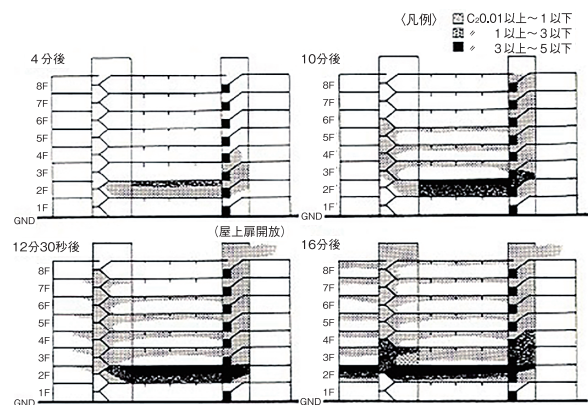 〈凡例〉 C₂0.01以上～1以下
〃 1以上～3以下
〃 3以上～5以下
4分後
8F
7F
6F
5F
4F
3F
2F
1F
GND
10分後
8F
7F
6F
5F
4F
3F
2F
1F
GND
12分30秒後
(屋上扉開放)
8F
7F
6F
5F
4F
3F
2F
1F
GND
16分後
8F
7F
6F
5F
4F
3F
2F
1F
GND